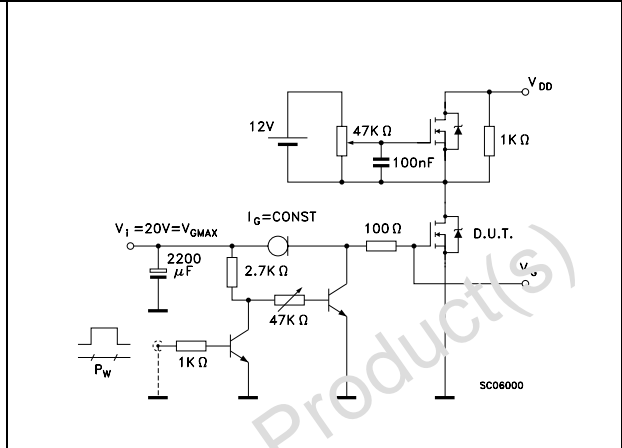 V DD
12V
47K Ω
1K Ω
100nF
I G =CONST
V i =20V=V GMAX
100 Ω
D.U.T.
2200
μF
2.7K Ω
V G
47K Ω
1K Ω
P W
SC06000
Product(s)